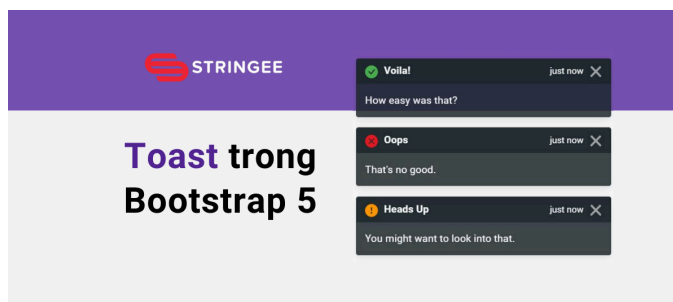 STRINGEE
Toast trong
Bootstrap 5
Voila! just now
How easy was that?
Oops just now
That's no good.
Heads Up just now
You might want to look into that.